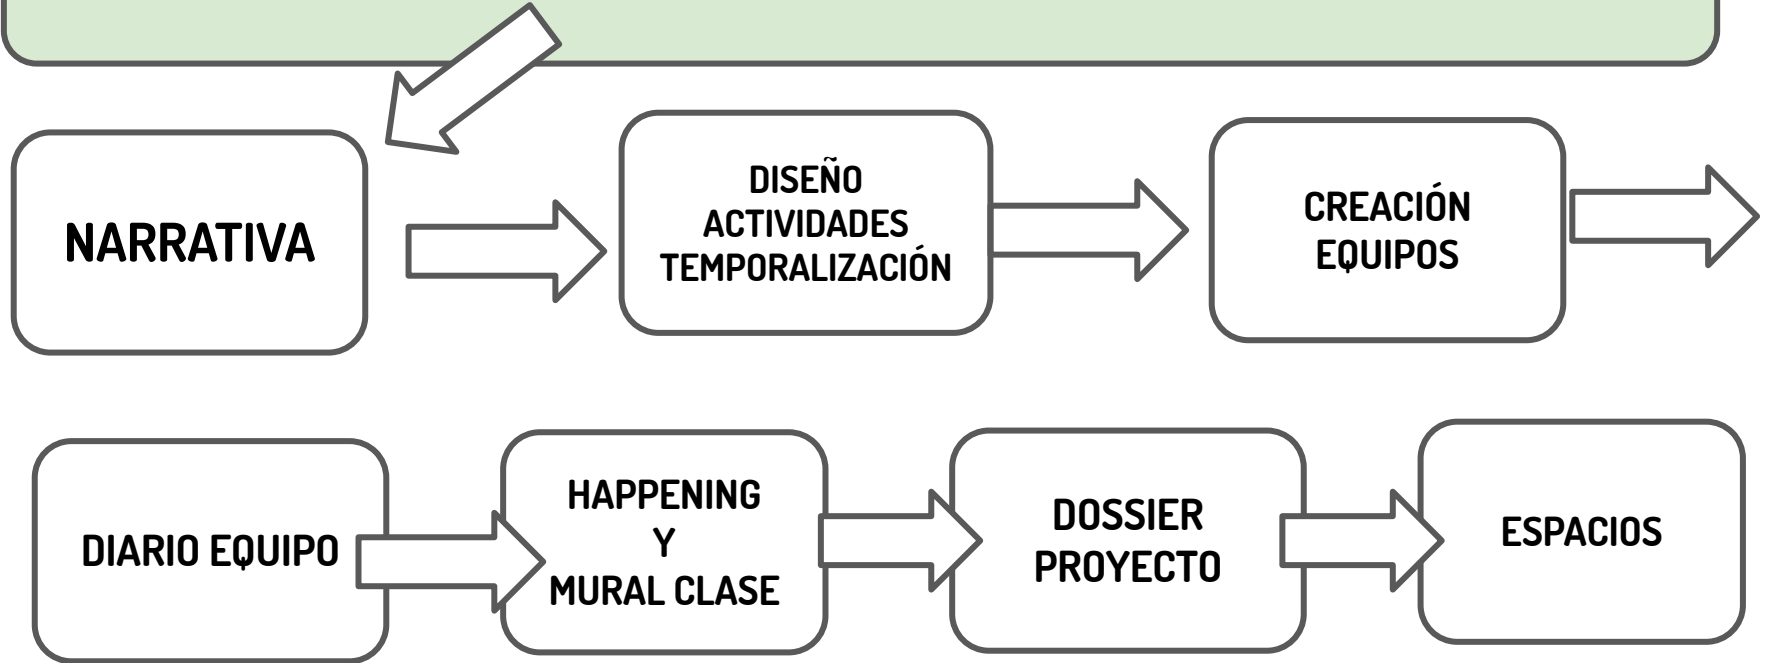 NARRATIVA
DISEÑO
ACTIVIDADES
TEMPORALIZACIÓN
CREACIÓN
EQUIPOS
DIARIO EQUIPO
HAPPENING
Y
MURAL CLASE
DOSSIER
PROYECTO
ESPACIOS